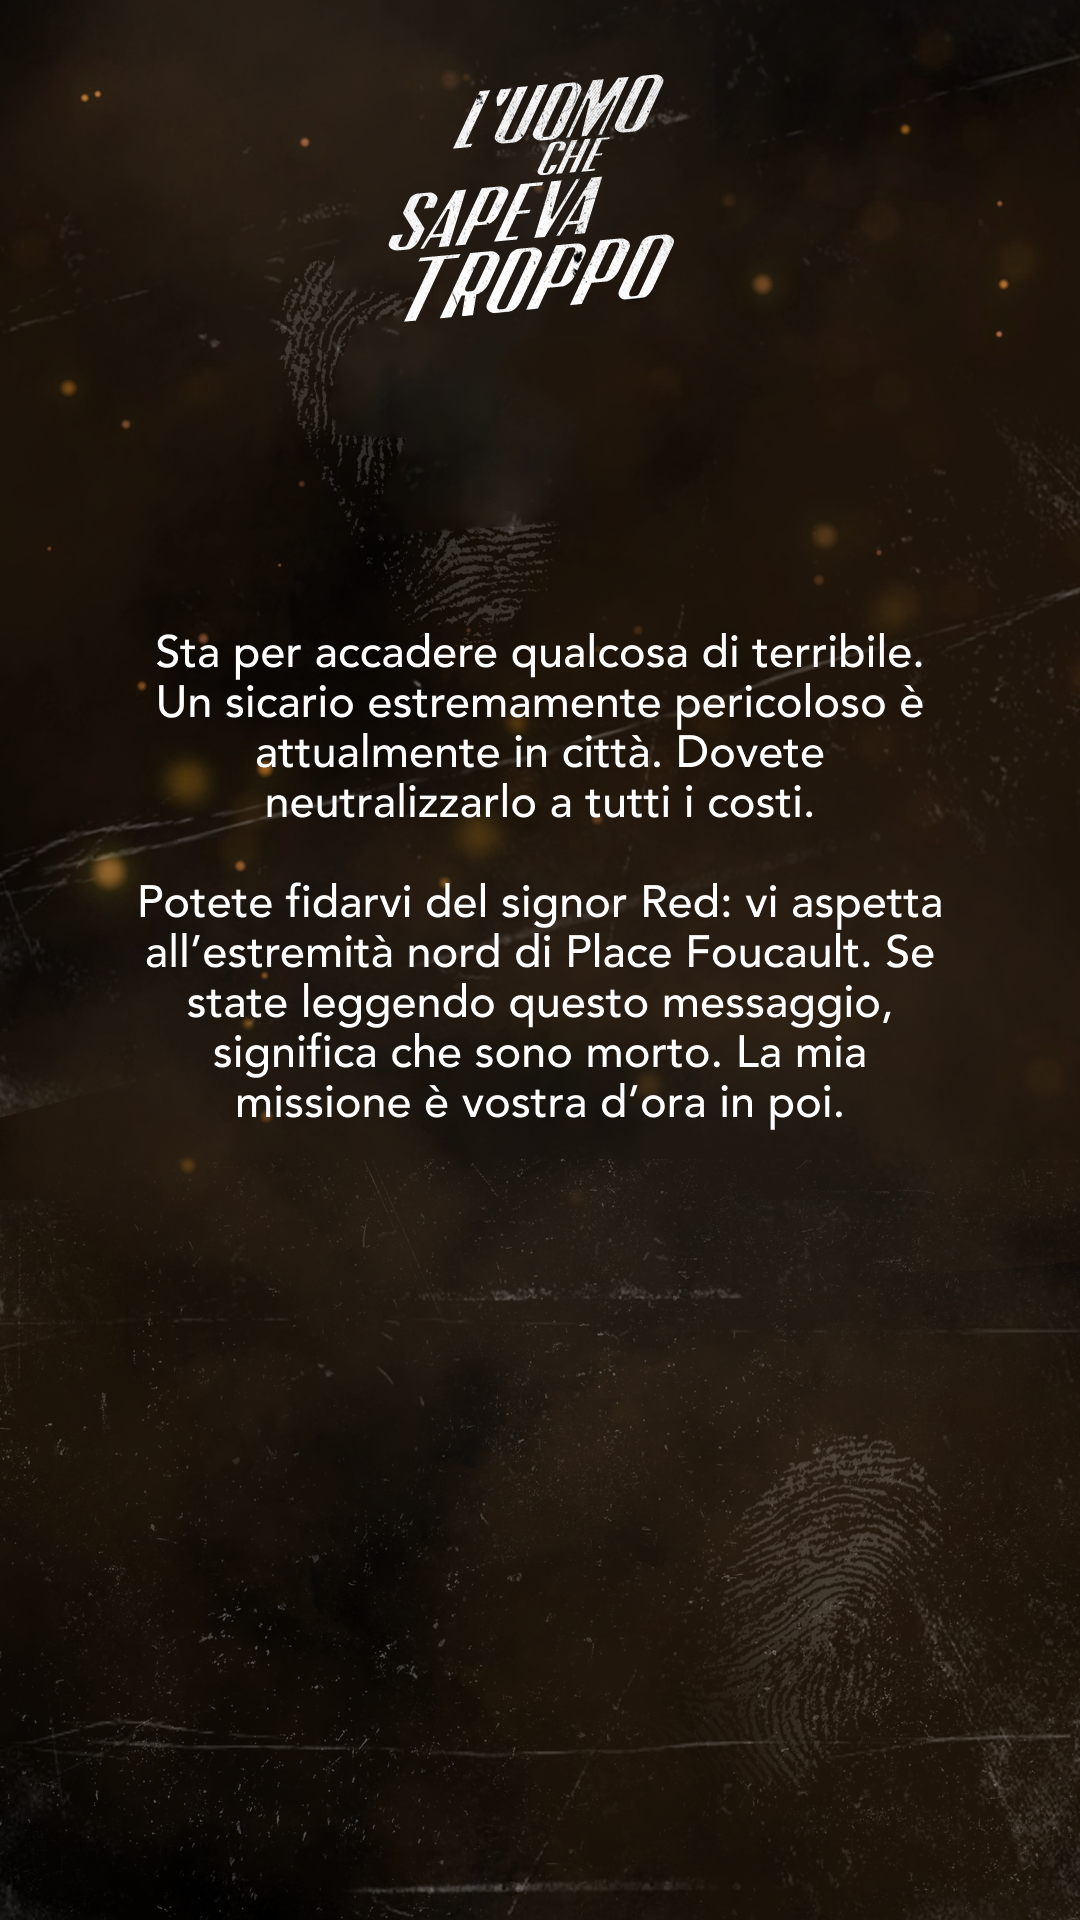 L'UOMO
CHE
SAPEVA
TROPPO
Sta per accadere qualcosa di terribile.
Un sicario estremamente pericoloso è
attualmente in città. Dovete
neutralizzarlo a tutti i costi.
Potete fidarvi del signor Red: vi aspetta
all’estremità nord di Place Foucault. Se
state leggendo questo messaggio,
significa che sono morto. La mia
missione è vostra d’ora in poi.